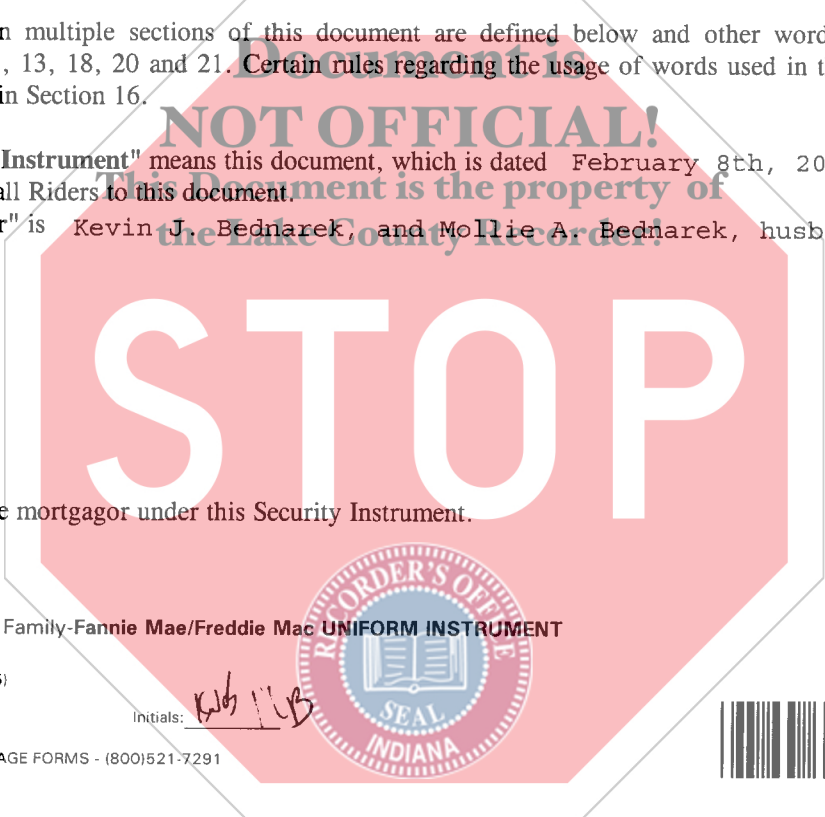 n multiple sections of this document are defined below and other word
, 13, 18, 20 and 21. Certain rules regarding the usage of words used in t
in Section 16.
Document is
NOT OFFICIAL!
This Document is the property of
the Lake County Recorder!
Instrument" means this document, which is dated February 8th, 20
all Riders to this document.
r" is Kevin J. Bednarek, and Mollie A. Bednarek, husb
STOP
e mortgagor under this Security Instrument.
RECORDER'S OFFICE
SEAL
INDIANA
Family-Fannie Mae/Freddie Mac UNIFORM INSTRUMENT
Initials:
AGE FORMS - (800)521-7291